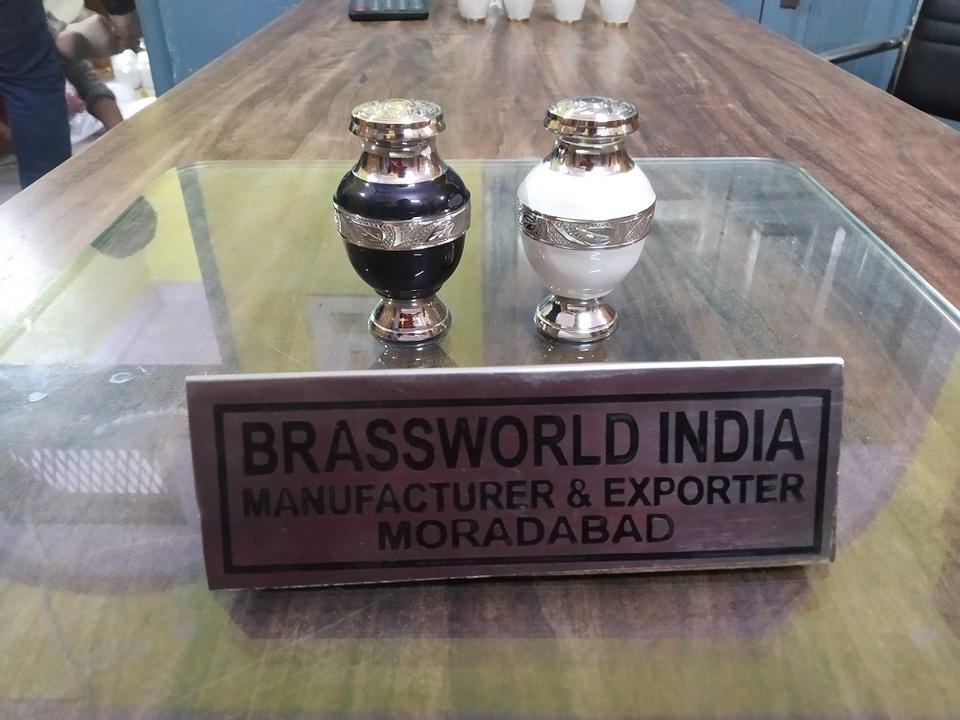 BRASSWORLD INDIA
MANUFACTURER & EXPORTER
MORADABAD